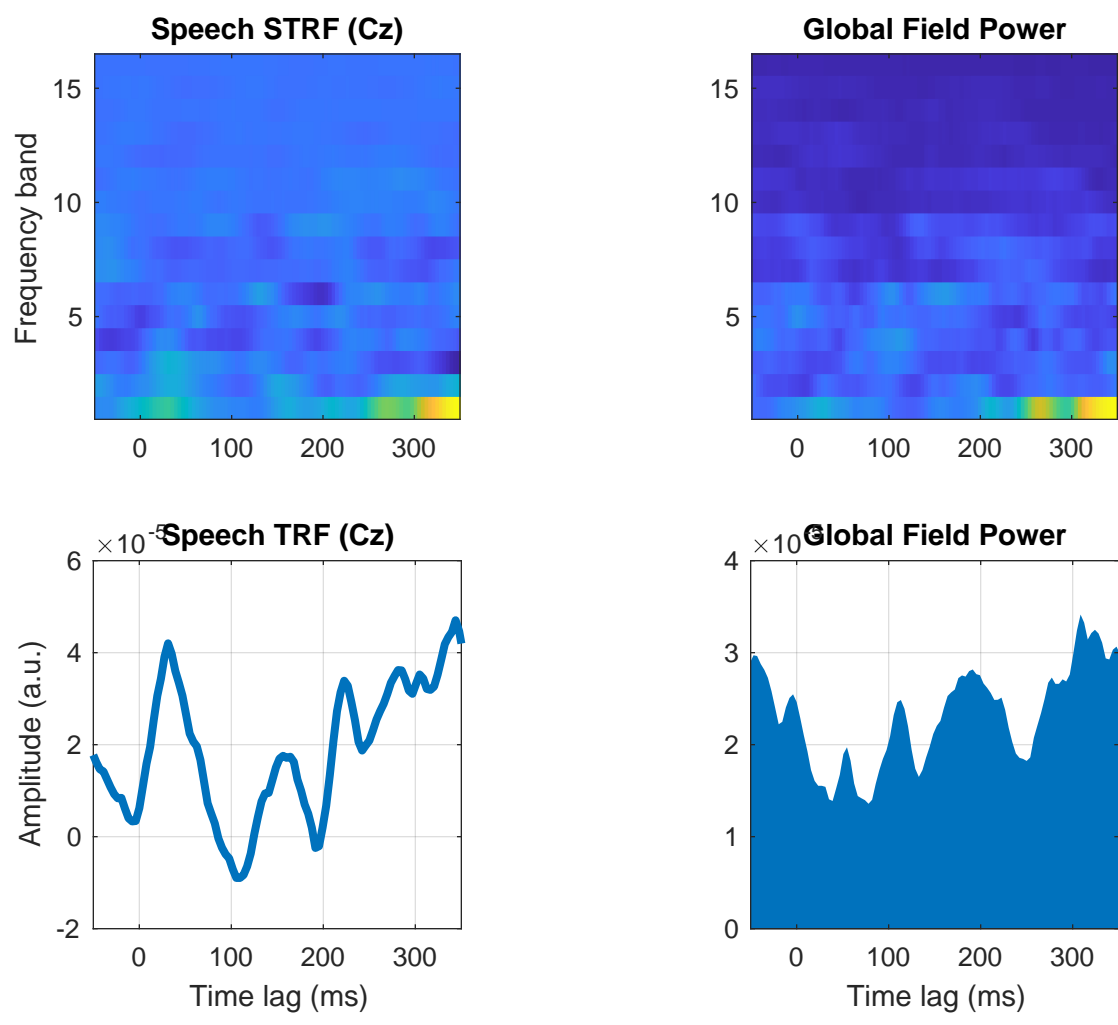 Speech STRF (Cz)
Global Field Power
Frequency band
15
10
5
0 100 200 300
15
10
5
0 100 200 300
Speech TRF (Cz)
×10^-5
Amplitude (a.u.)
6
4
2
0
-2
0 100 200 300
Time lag (ms)
Global Field Power
×10
4
3
2
1
0
0 100 200 300
Time lag (ms)